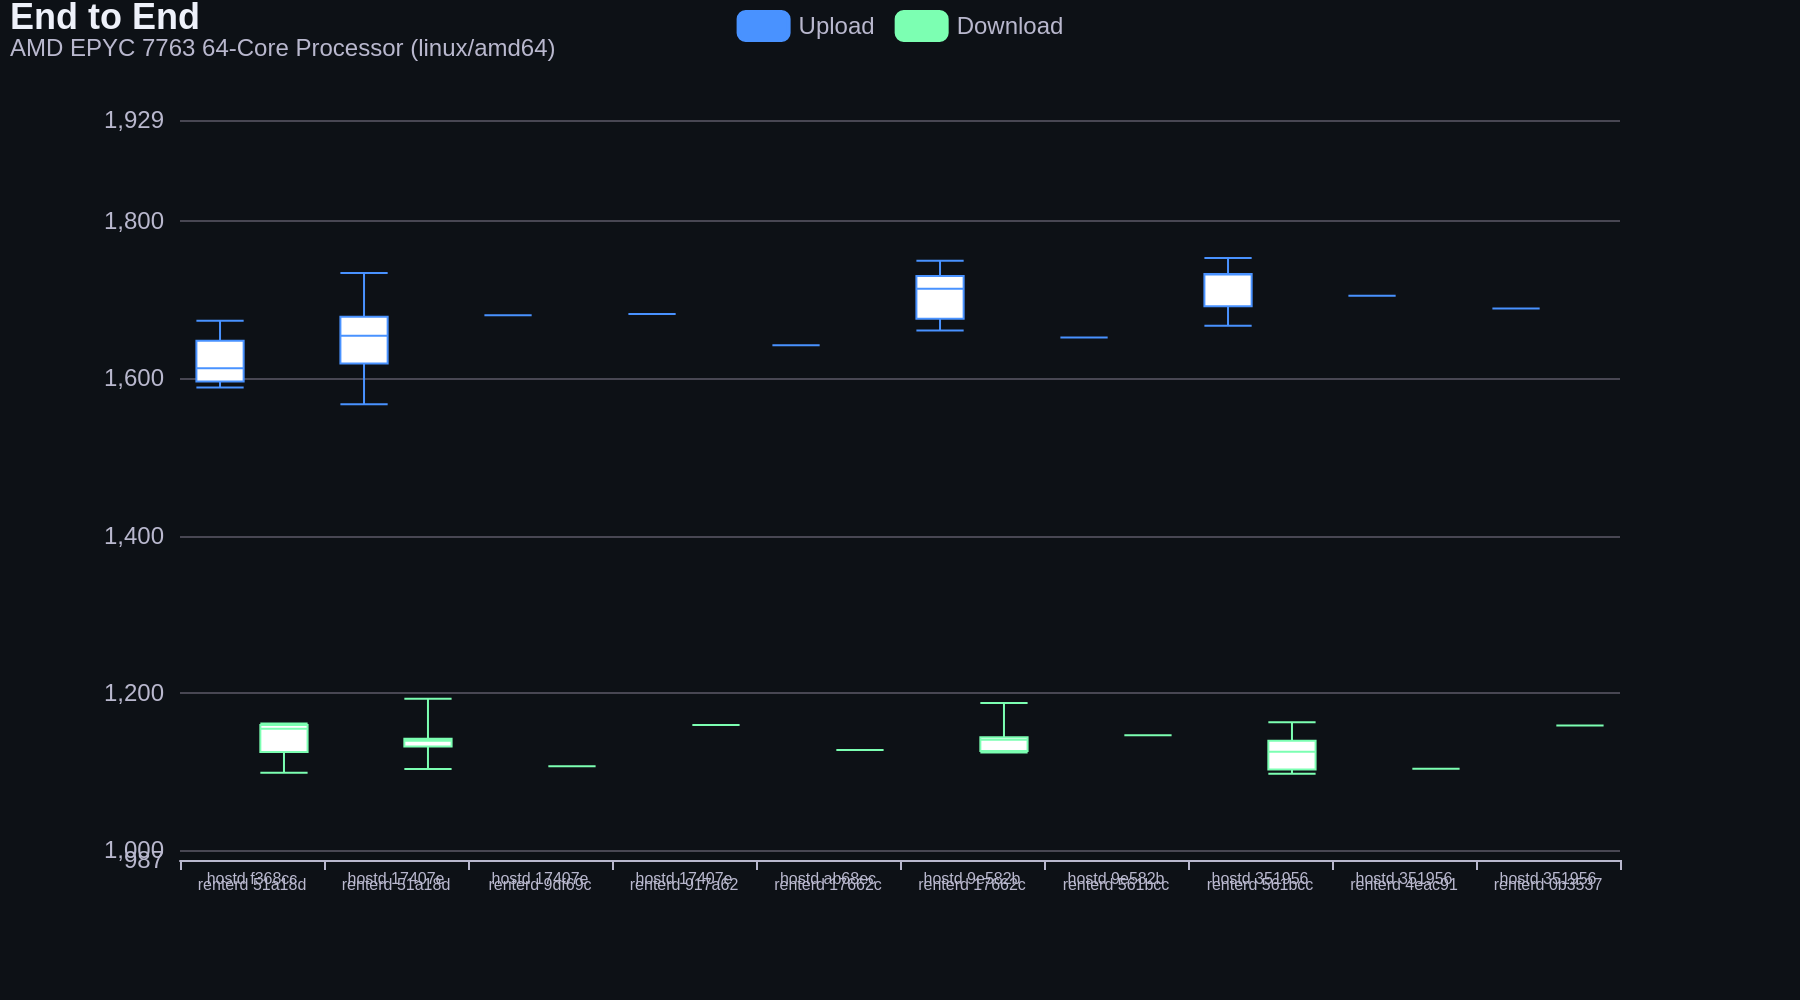 End to End
AMD EPYC 7763 64-Core Processor (linux/amd64)
Upload
Download
1,929
1,800
1,600
1,400
1,200
1,000
987
hostd f368cc
renterd 51a18d
hostd 17407e
renterd 51a18d
hostd 17407e
renterd 9df69c
hostd 17407e
renterd 917a62
hostd ab68ec
renterd 17662c
hostd 9e582b
renterd 17662c
hostd 9e582b
renterd 561bcc
hostd 351956
renterd 561bcc
hostd 351956
renterd 4eac91
hostd 351956
renterd 0b3537